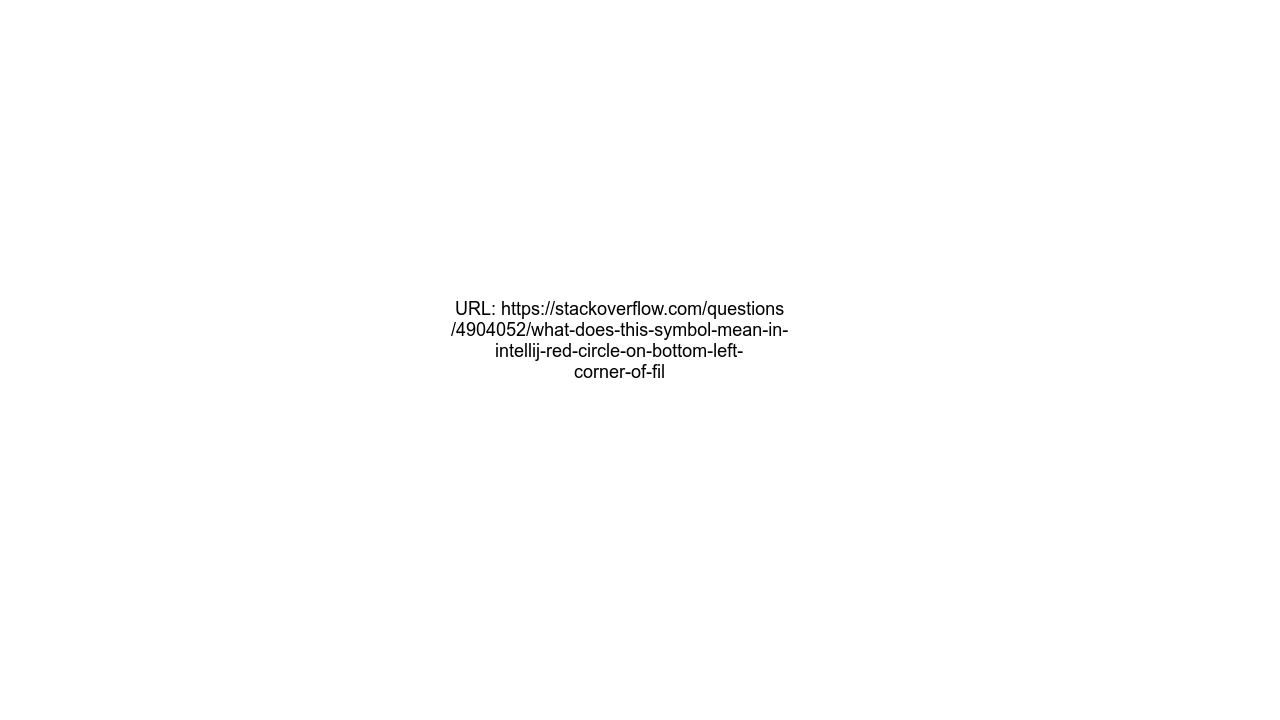 URL: https://stackoverflow.com/questions
/4904052/what-does-this-symbol-mean-in-
intellij-red-circle-on-bottom-left-
corner-of-fil